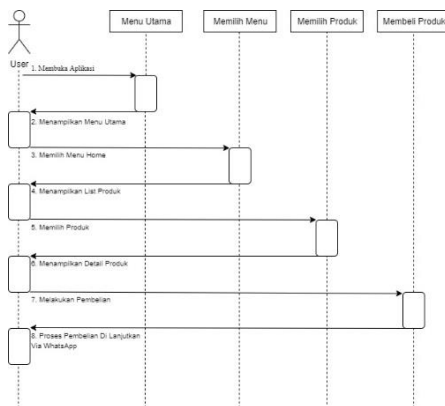 Menu Utama
Memilih Menu
Memilih Produk
Membeli Produk
User
1. Membuka Aplikasi
2. Menampilkan Menu Utama
3. Memilih Menu Home
4. Menampilkan List Produk
5. Memilih Produk
6. Menampilkan Detail Produk
7. Melakukan Pembelian
8. Proses Pembelian Di Lanjutkan
Via WhatsApp